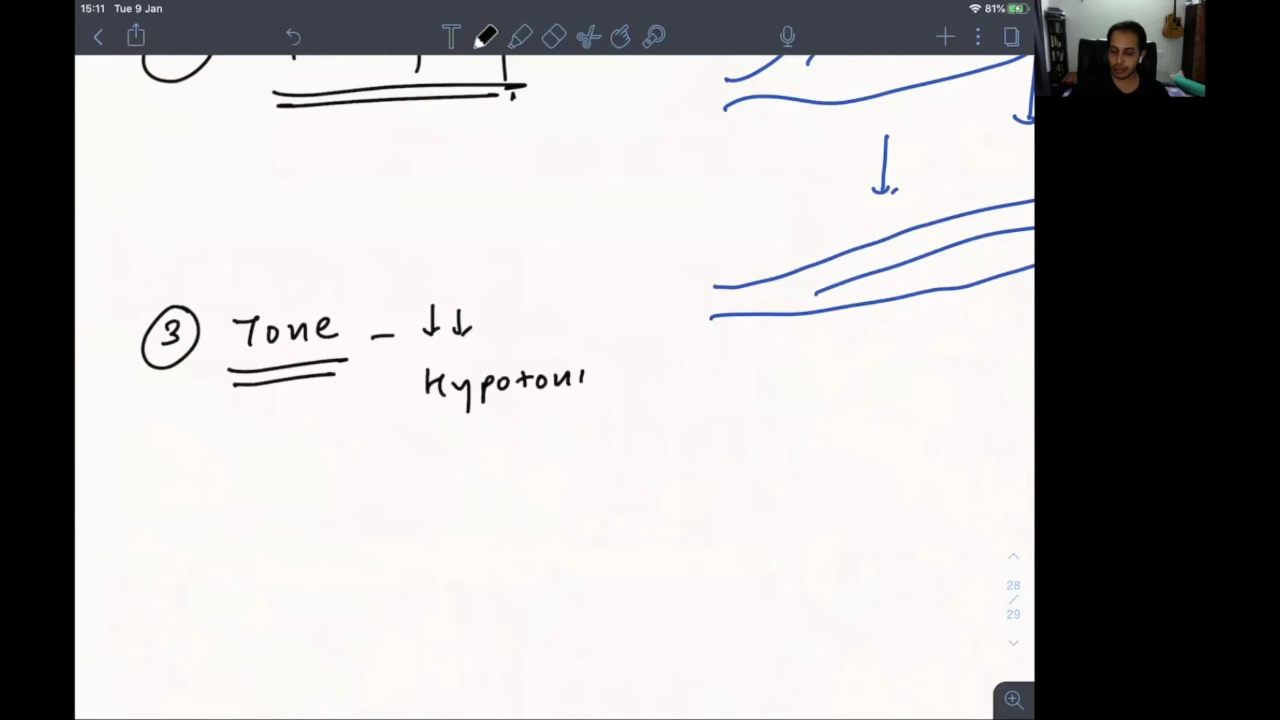 15:11 Tue 9 Jan 81%
T
3 Tone - ↓↓
Hypotoni
28
/
29